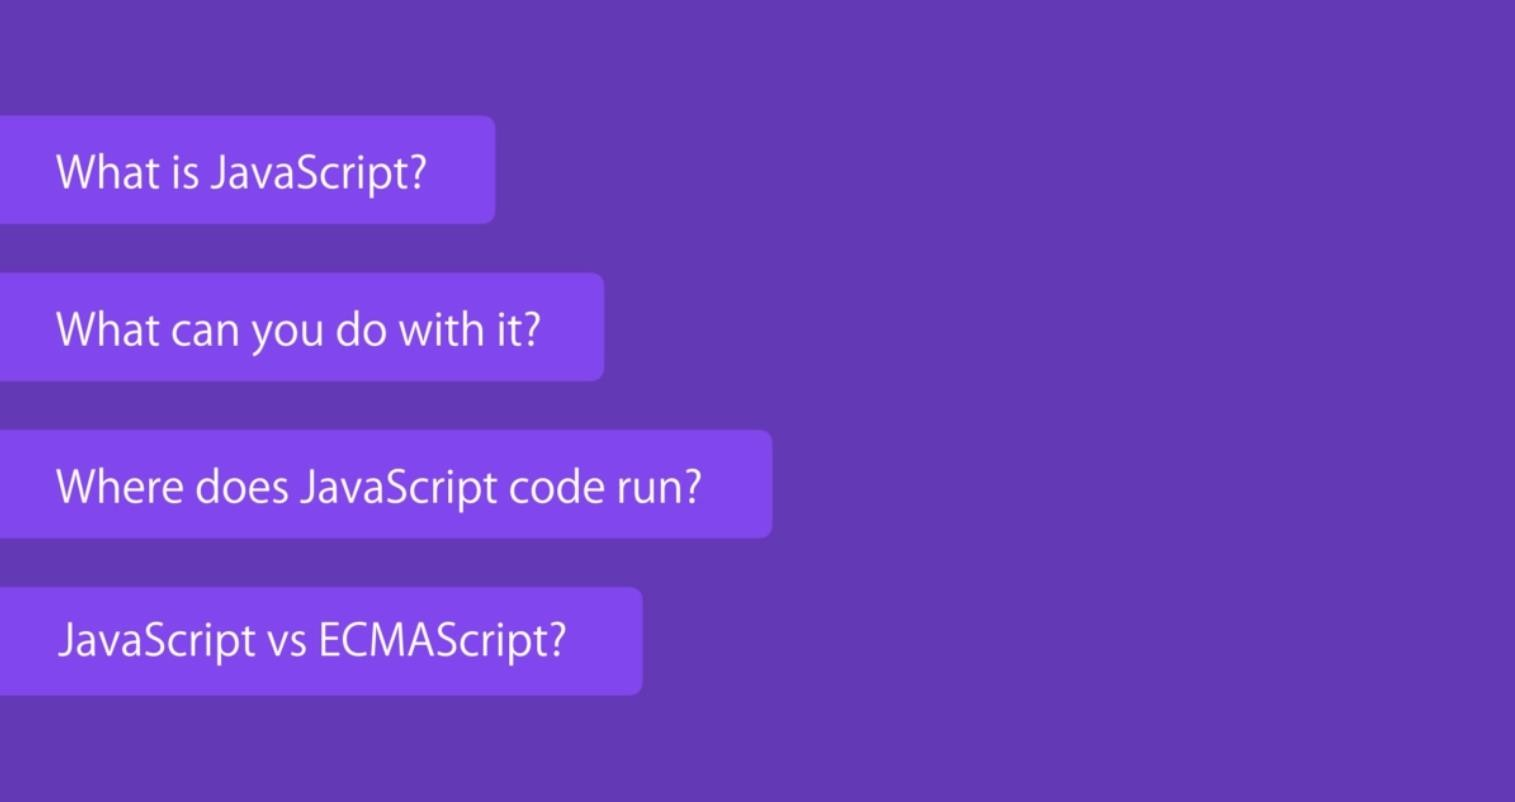 What is JavaScript?
What can you do with it?
Where does JavaScript code run?
JavaScript vs ECMAScript?